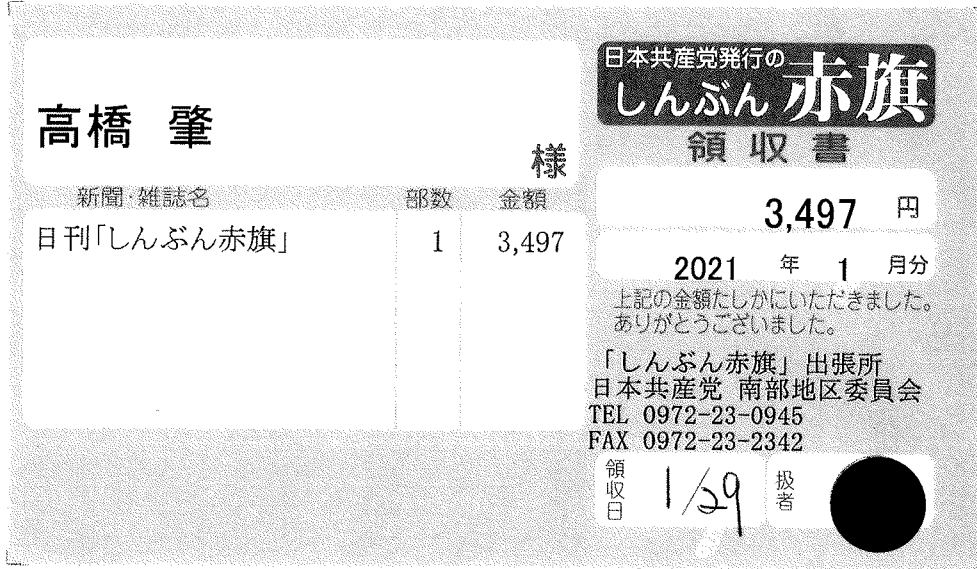 高橋 肇
様
新聞・雑誌名 部数 金額
日刊「しんぶん赤旗」 1 3,497
日本共産党発行の
しんぶん赤旗
領収書
3,497 円
2021 年 1 月分
上記の金額たしかにいただきました。
ありがとうございました。
「しんぶん赤旗」出張所
日本共産党 南部地区委員会
TEL 0972-23-0945
FAX 0972-23-2342
領収日 1/29 扱者